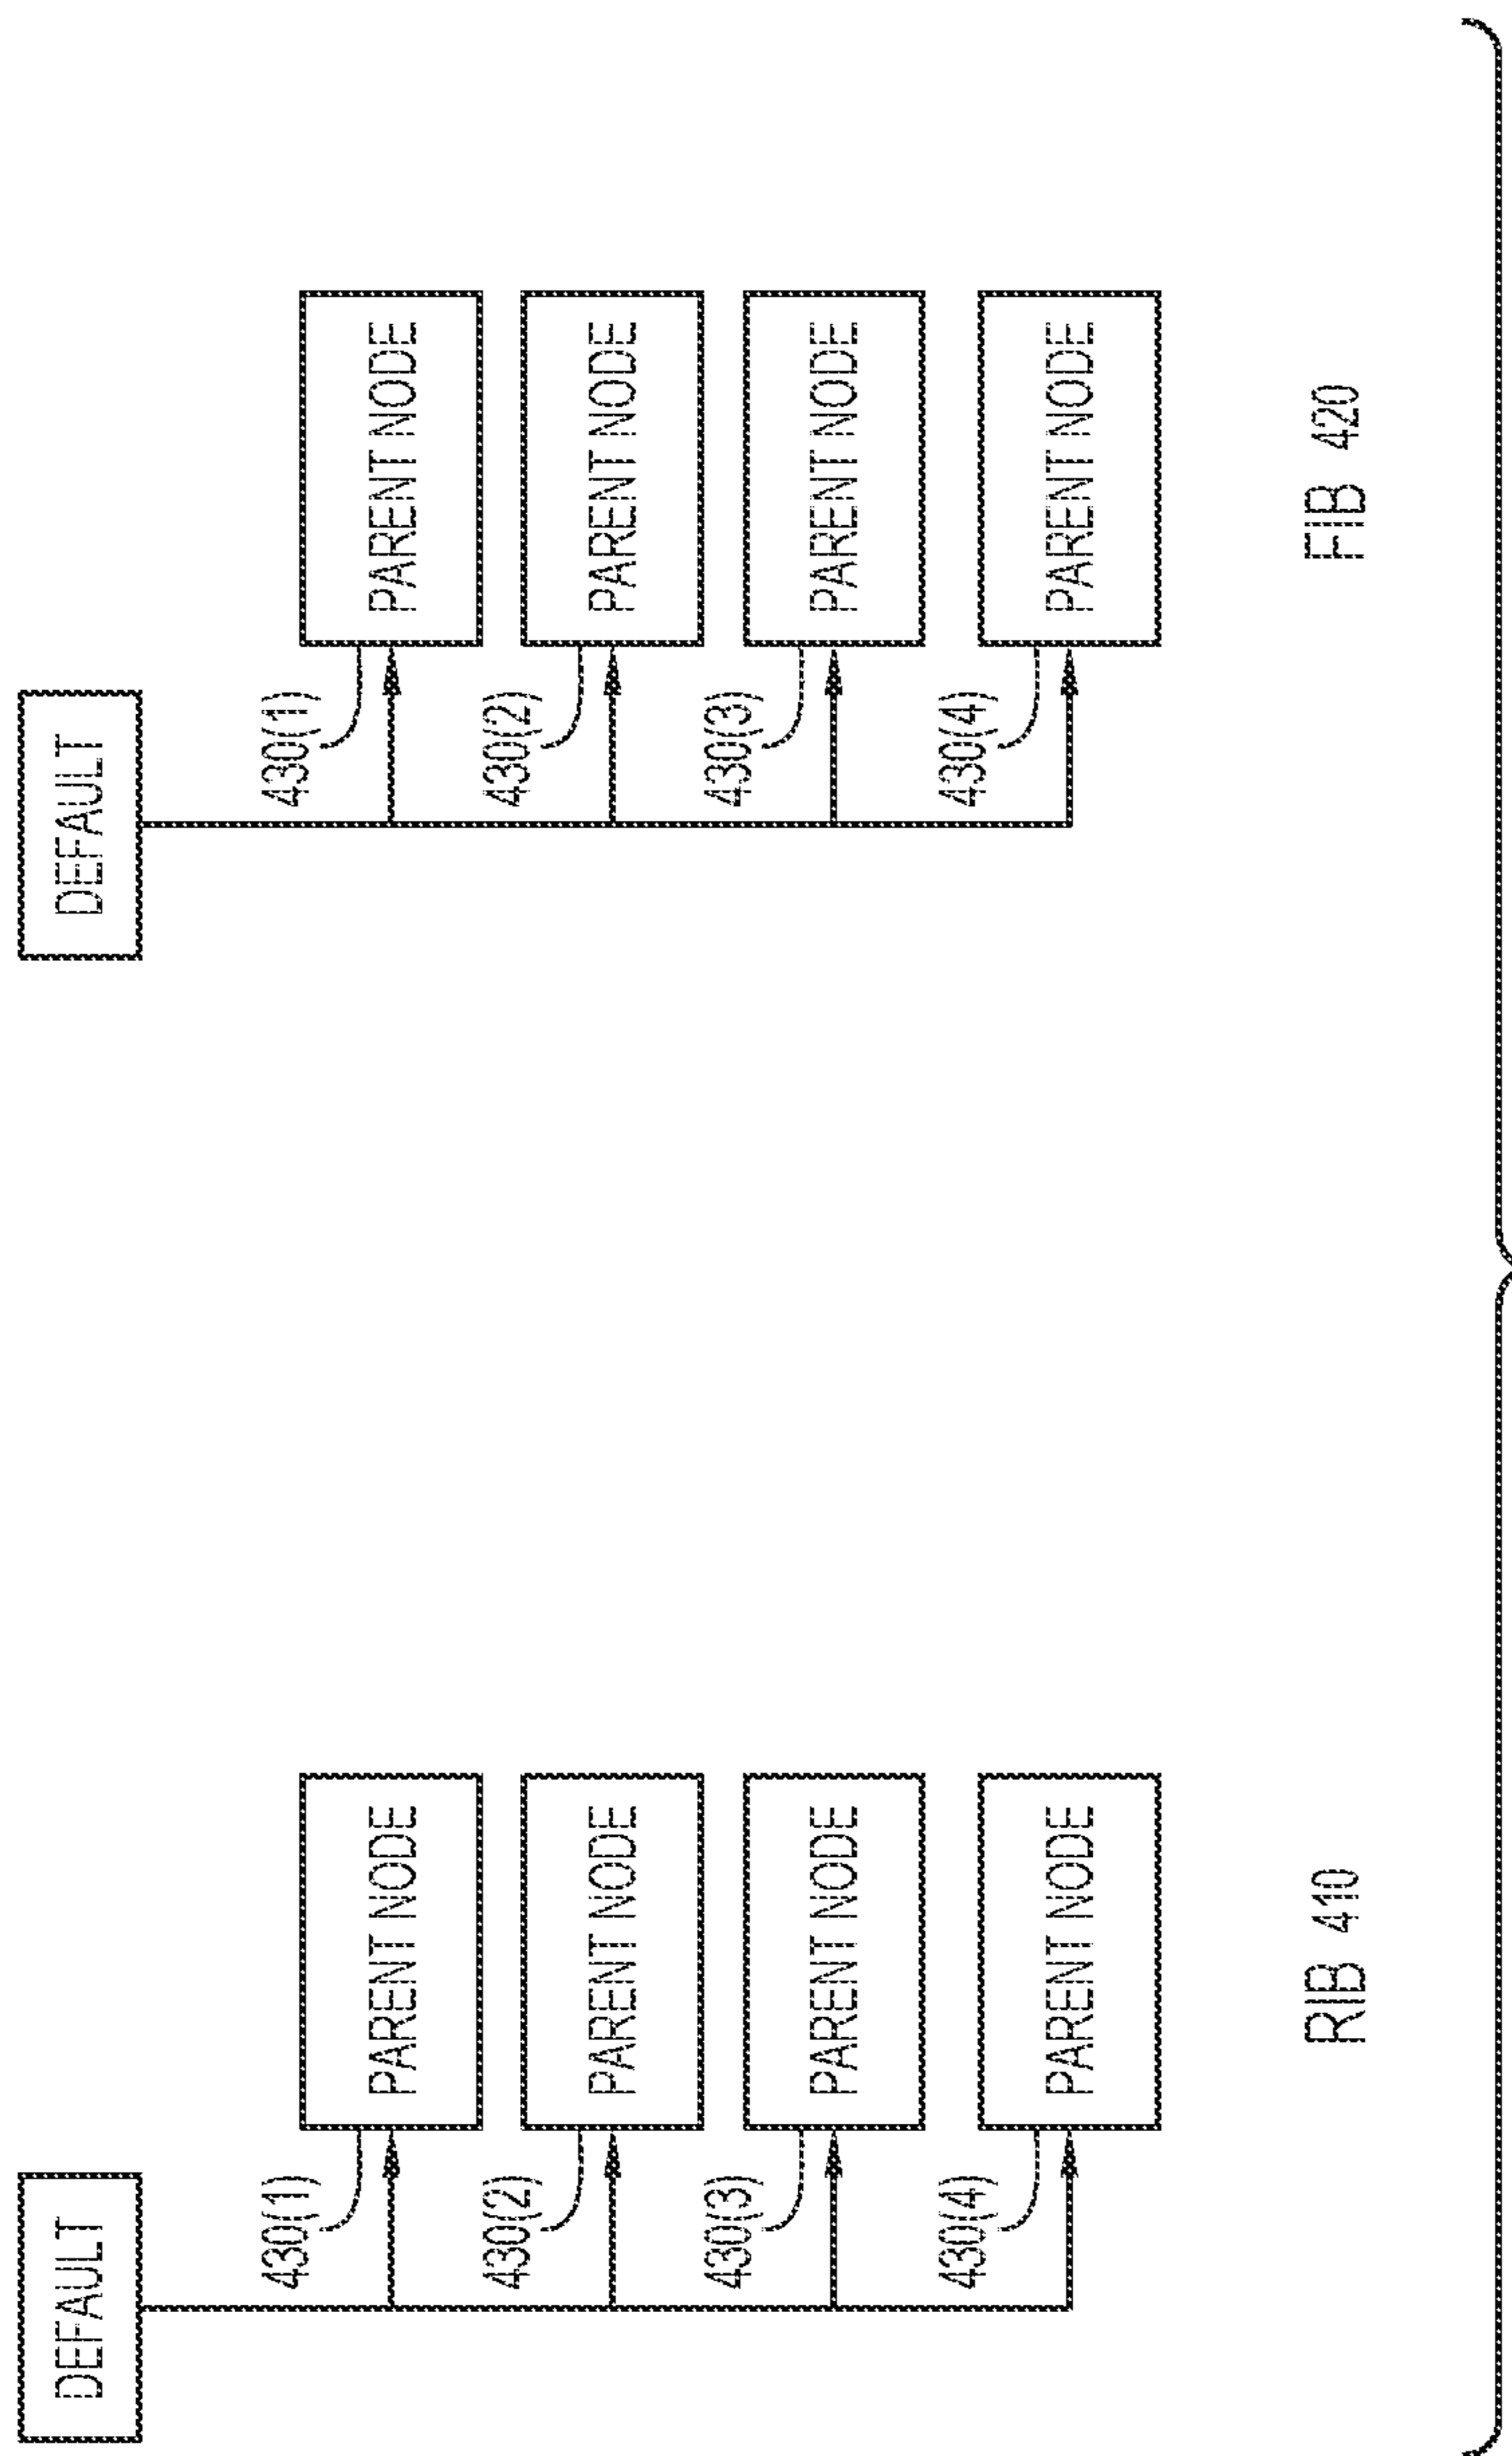 DEFAULT
430(1)
PARENT NODE
430(2)
PARENT NODE
430(3)
PARENT NODE
430(4)
PARENT NODE
RIB 410
DEFAULT
430(1)
PARENT NODE
430(2)
PARENT NODE
430(3)
PARENT NODE
430(4)
PARENT NODE
FIB 420